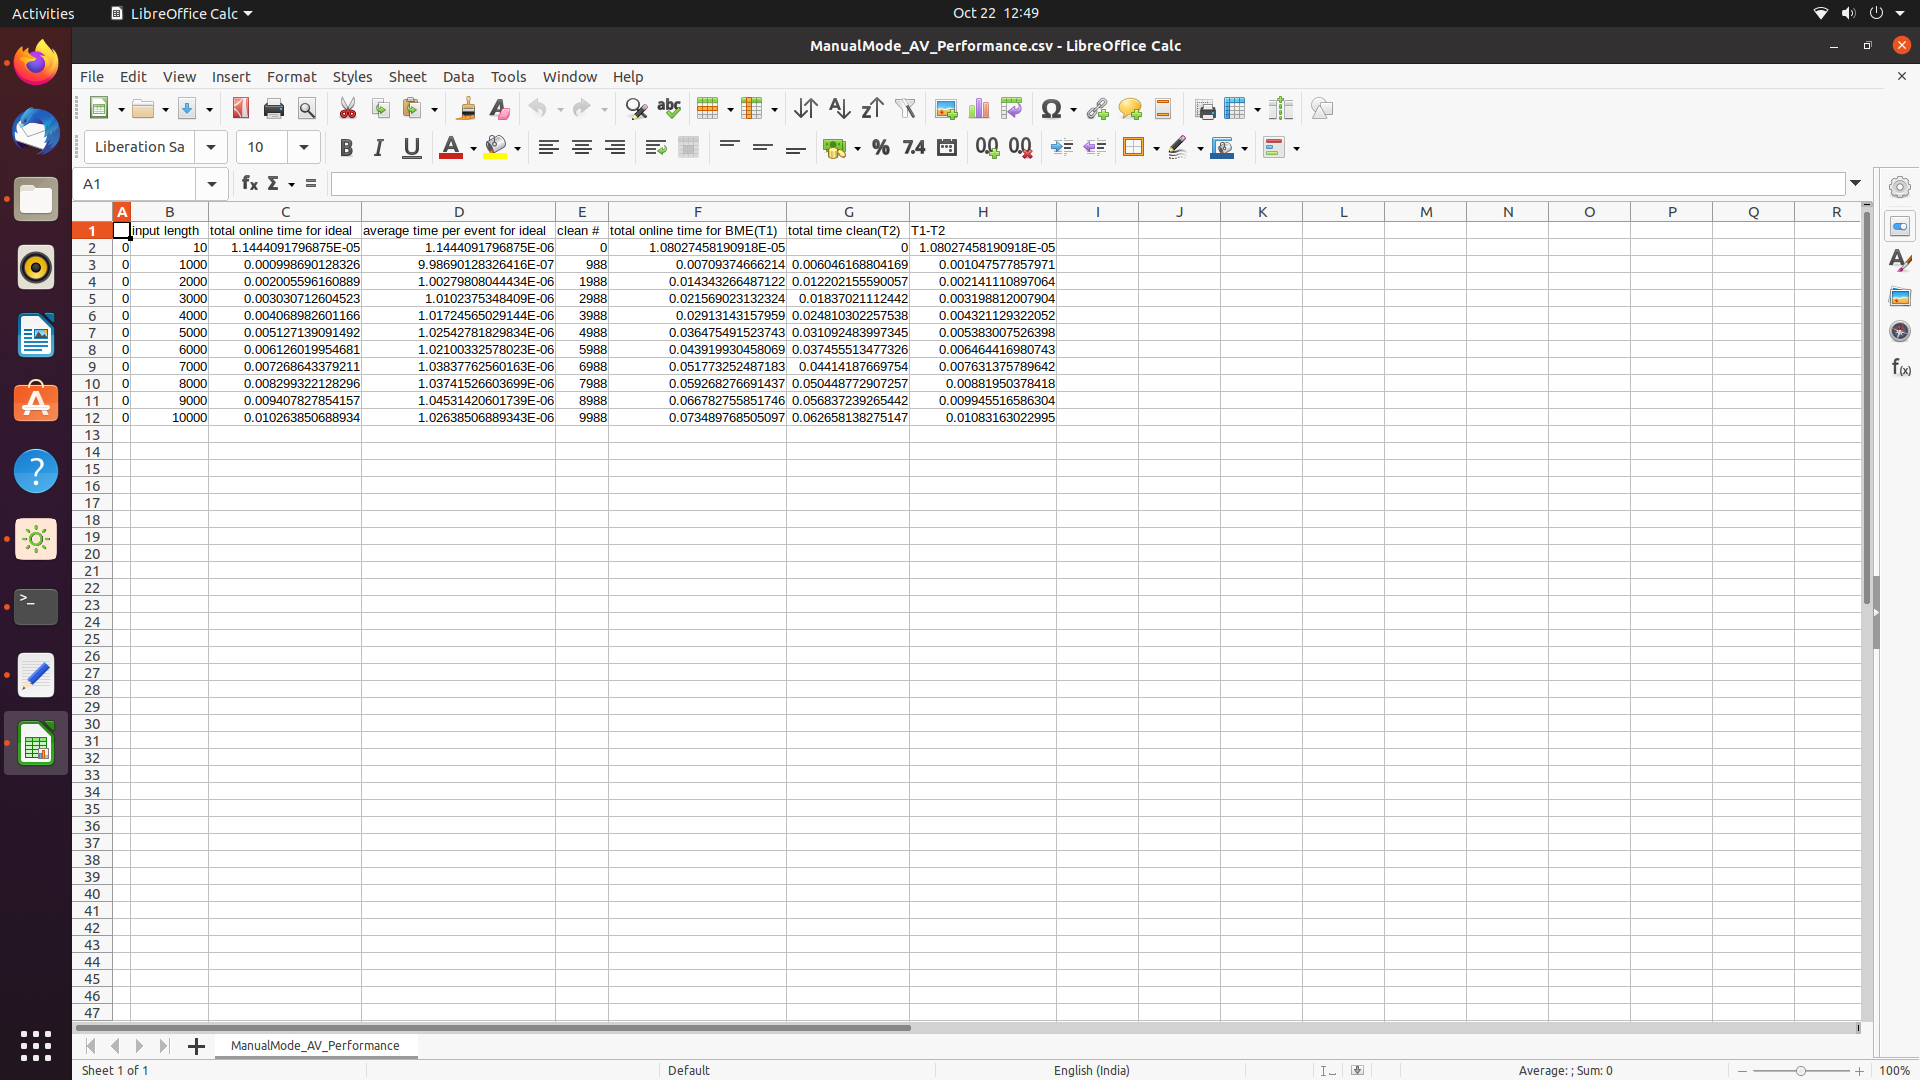 Activities LibreOffice Calc Oct 22 12:49
ManualMode_AV_Performance.csv - LibreOffice Calc
File Edit View Insert Format Styles Sheet Data Tools Window Help
Liberation Sa 10
A1
A B C D E F G H I J K L M N O P Q R
1 input length total online time for ideal average time per event for ideal clean # total online time for BME(T1) total time clean(T2) T1-T2
2 0 10 1.1444091796875E-05 1.1444091796875E-06 0 1.08027458190918E-05 0 1.08027458190918E-05
3 0 1000 0.000998690128326 9.98690128326416E-07 988 0.00709374666214 0.006046168804169 0.001047577857971
4 0 2000 0.002005596160889 1.00279808044434E-06 1988 0.014343266487122 0.012202155590057 0.002141110897064
5 0 3000 0.003030712604523 1.0102375348409E-06 2988 0.021569023132324 0.01837021112442 0.003198812007904
6 0 4000 0.004068982601166 1.01724565029144E-06 3988 0.02913143157959 0.024810302257538 0.004321129322052
7 0 5000 0.005127139091492 1.02542781829834E-06 4988 0.036475491523743 0.031092483997345 0.005383007526398
8 0 6000 0.006126019954681 1.02100332578023E-06 5988 0.043919930458069 0.037455513477326 0.006464416980743
9 0 7000 0.007268643379211 1.03837762560163E-06 6988 0.051773252487183 0.04414187669754 0.007631375789642
10 0 8000 0.008299322128296 1.03741526603699E-06 7988 0.059268276691437 0.050448772907257 0.00881950378418
11 0 9000 0.009407827854157 1.04531420601739E-06 8988 0.066782755851746 0.056837239265442 0.009945516586304
12 0 10000 0.010263850688934 1.02638506889343E-06 9988 0.073489768505097 0.062658138275147 0.01083163022995
13
14
15
16
17
18
19
20
21
22
23
24
25
26
27
28
29
30
31
32
33
34
35
36
37
38
39
40
41
42
43
44
45
46
47
ManualMode_AV_Performance
Sheet 1 of 1 Default English (India) Average: ; Sum: 0 100%